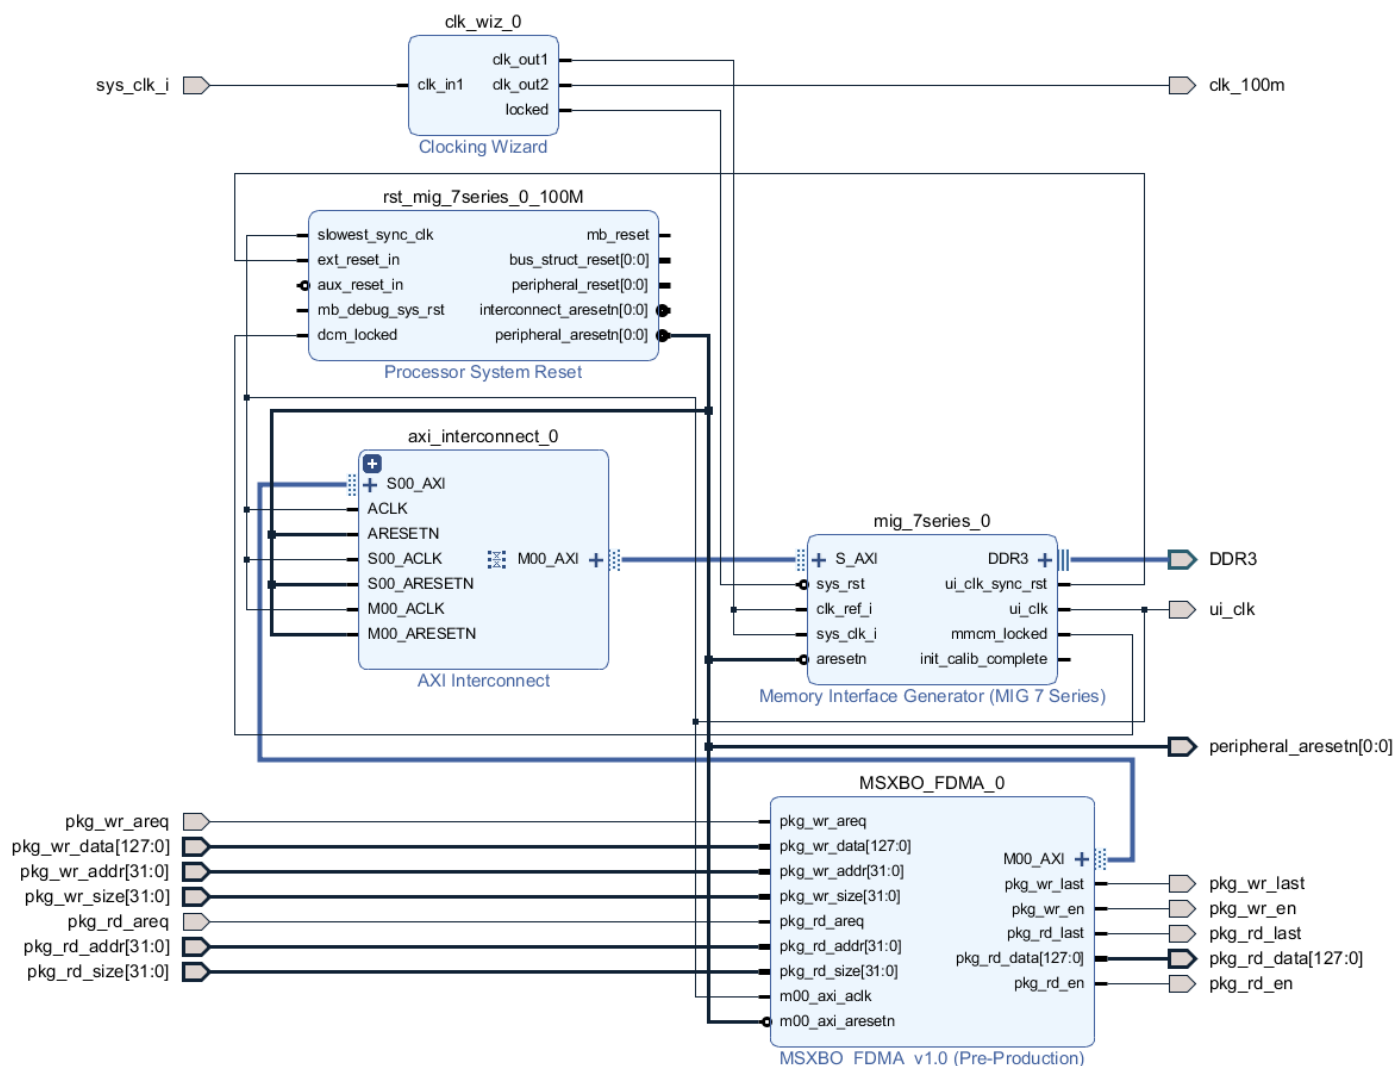 clk_wiz_0
sys_clk_i
clk_in1
clk_out1
clk_out2
locked
clk_100m
Clocking Wizard
rst_mig_7series_0_100M
slowest_sync_clk
ext_reset_in
aux_reset_in
mb_debug_sys_rst
dcm_locked
mb_reset
bus_struct_reset[0:0]
peripheral_reset[0:0]
interconnect_aresetn[0:0]
peripheral_aresetn[0:0]
Processor System Reset
axi_interconnect_0
S00_AXI
ACLK
ARESETN
S00_ACLK
S00_ARESETN
M00_ACLK
M00_ARESETN
M00_AXI
AXI Interconnect
mig_7series_0
S_AXI
sys_rst
clk_ref_i
sys_clk_i
aresetn
DDR3
ui_clk_sync_rst
ui_clk
mmcm_locked
init_calib_complete
Memory Interface Generator (MIG 7 Series)
DDR3
ui_clk
peripheral_aresetn[0:0]
MSXBO_FDMA_0
pkg_wr_areq
pkg_wr_data[127:0]
pkg_wr_addr[31:0]
pkg_wr_size[31:0]
pkg_rd_areq
pkg_rd_addr[31:0]
pkg_rd_size[31:0]
pkg_wr_areq
pkg_wr_data[127:0]
pkg_wr_addr[31:0]
pkg_wr_size[31:0]
pkg_rd_areq
pkg_rd_addr[31:0]
pkg_rd_size[31:0]
m00_axi_aclk
m00_axi_aresetn
M00_AXI
pkg_wr_last
pkg_wr_en
pkg_rd_last
pkg_rd_data[127:0]
pkg_rd_en
pkg_wr_last
pkg_wr_en
pkg_rd_last
pkg_rd_data[127:0]
pkg_rd_en
MSXBO_FDMA_v1.0 (Pre-Production)